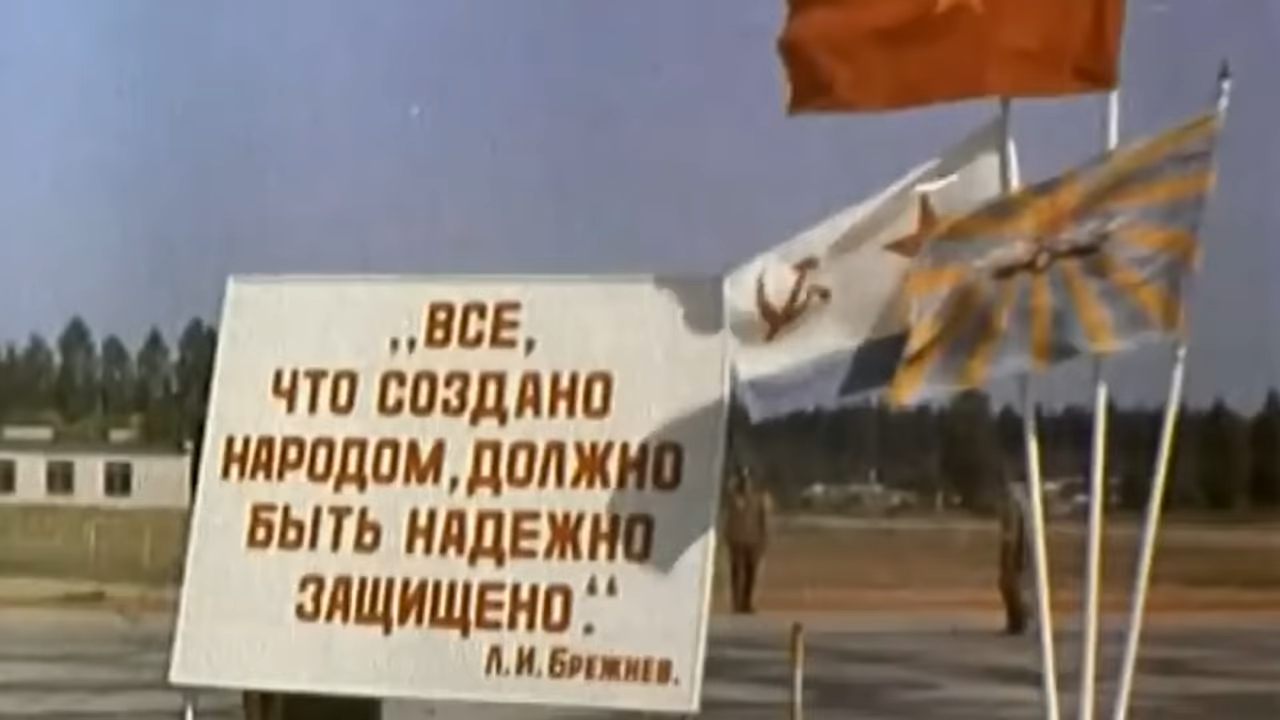 „ВСЕ,
ЧТО СОЗДАНО
НАРОДОМ, ДОЛЖНО
БЫТЬ НАДЕЖНО
ЗАЩИЩЕНО.“
Л. И. БРЕЖНЕВ.